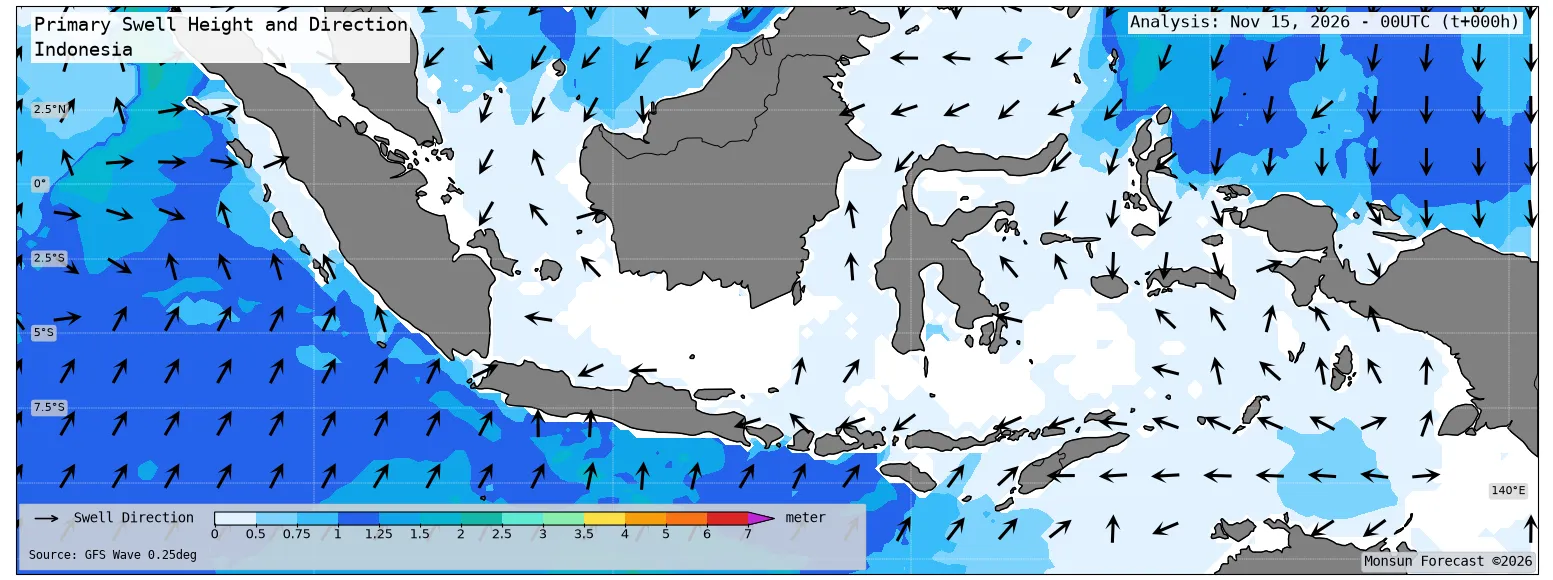 Primary Swell Height and Direction
Indonesia
Analysis: Nov 15, 2026 - 00UTC (t+000h)
2.5°N
0°
2.5°S
5°S
7.5°S
140°E
Swell Direction
0 0.5 0.75 1 1.25 1.5 2 2.5 3 3.5 4 5 6 7
meter
Source: GFS Wave 0.25deg
Monsun Forecast ©2026